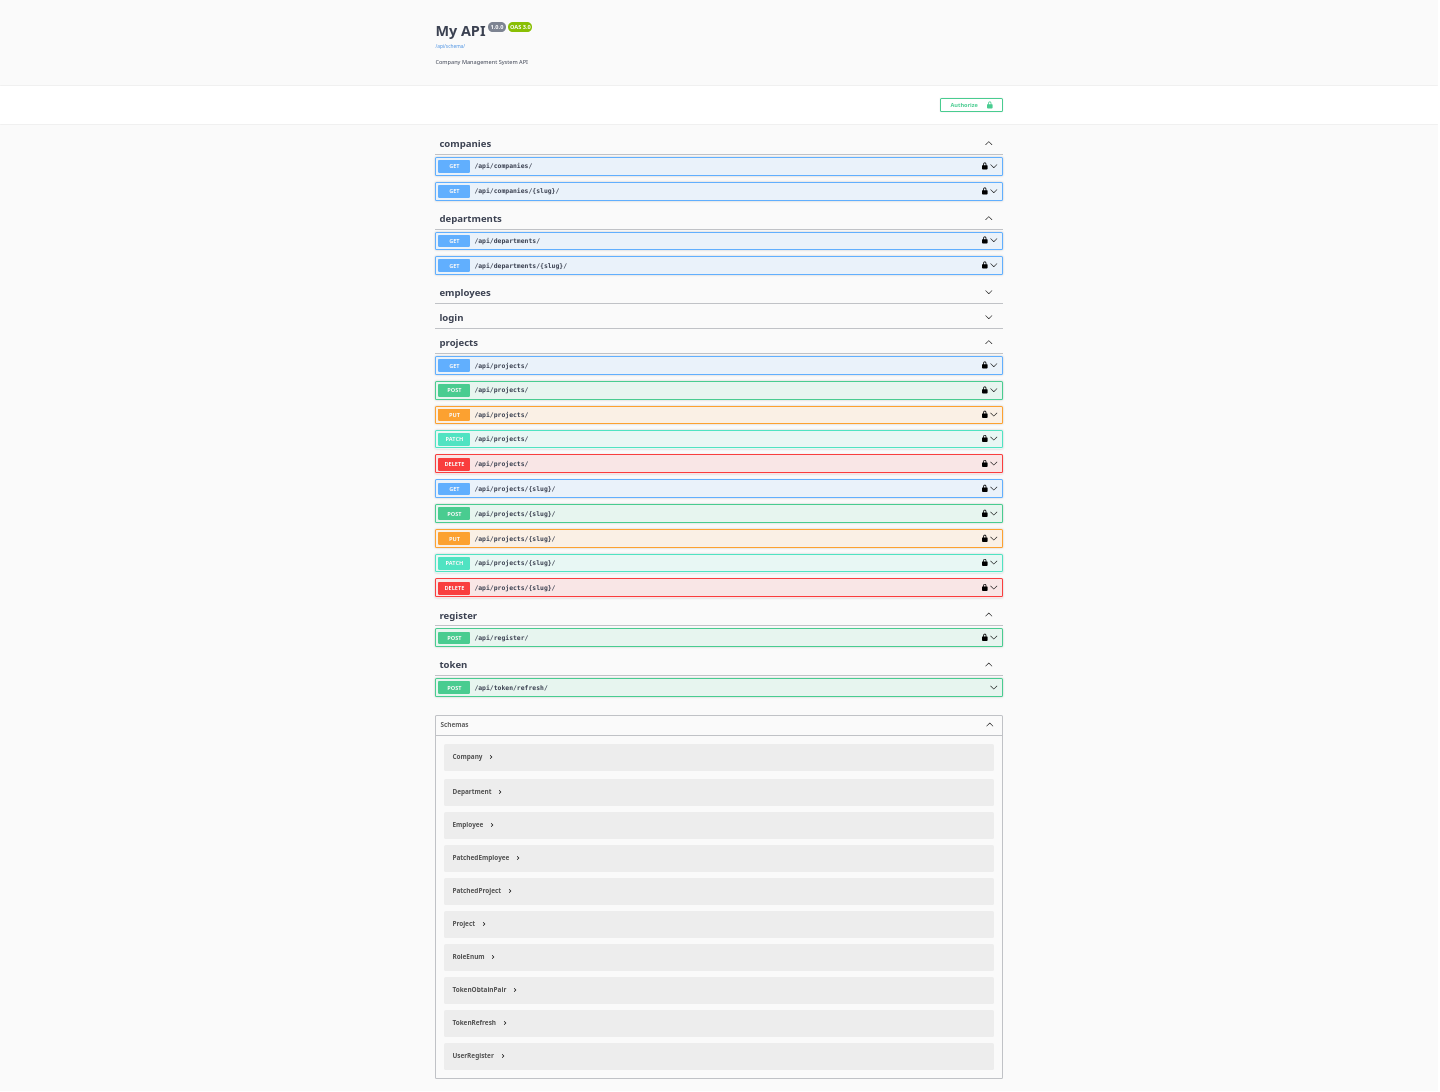 My API 1.0.0 OAS 3.0
/api/schema/
Company Management System API
Authorize
companies
GET /api/companies/
GET /api/companies/{slug}/
departments
GET /api/departments/
GET /api/departments/{slug}/
employees
login
projects
GET /api/projects/
POST /api/projects/
PUT /api/projects/
PATCH /api/projects/
DELETE /api/projects/
GET /api/projects/{slug}/
POST /api/projects/{slug}/
PUT /api/projects/{slug}/
PATCH /api/projects/{slug}/
DELETE /api/projects/{slug}/
register
POST /api/register/
token
POST /api/token/refresh/
Schemas
Company
Department
Employee
PatchedEmployee
PatchedProject
Project
RoleEnum
TokenObtainPair
TokenRefresh
UserRegister